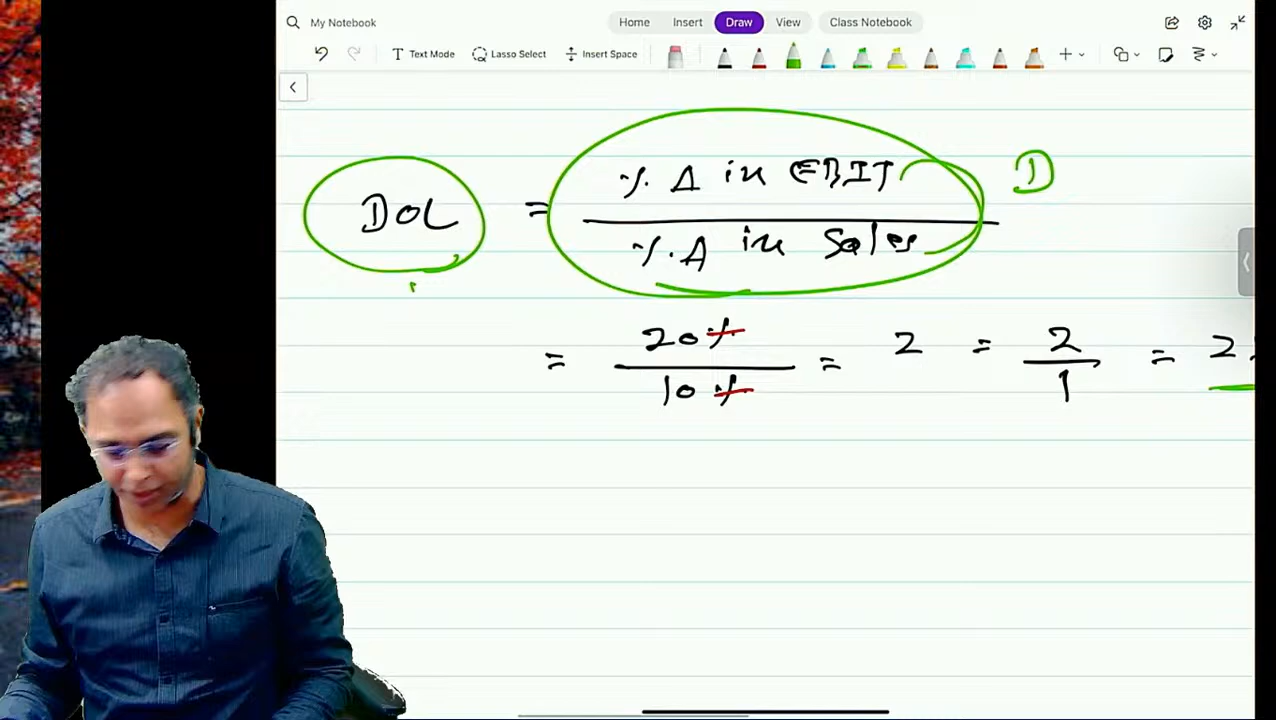 My Notebook
Home Insert Draw View Class Notebook
Text Mode Lasso Select Insert Space
DOL = %. Δ in EBIT D
%. Δ in Sales
= 20% = 2 = 2 = 2
10% 1